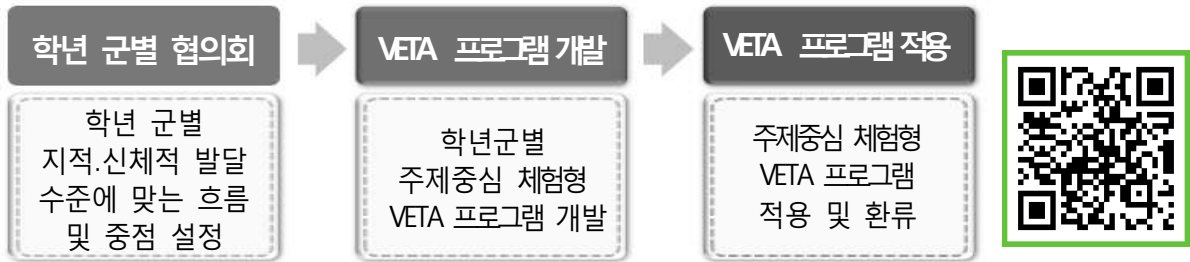 학년 군별 협의회
VETA 프로그램 개발
VETA 프로그램 적용
학년 군별
지적.신체적 발달
수준에 맞는 흐름
및 중점 설정
학년군별
주제중심 체험형
VETA 프로그램 개발
주제중심 체험형
VETA 프로그램
적용 및 환류